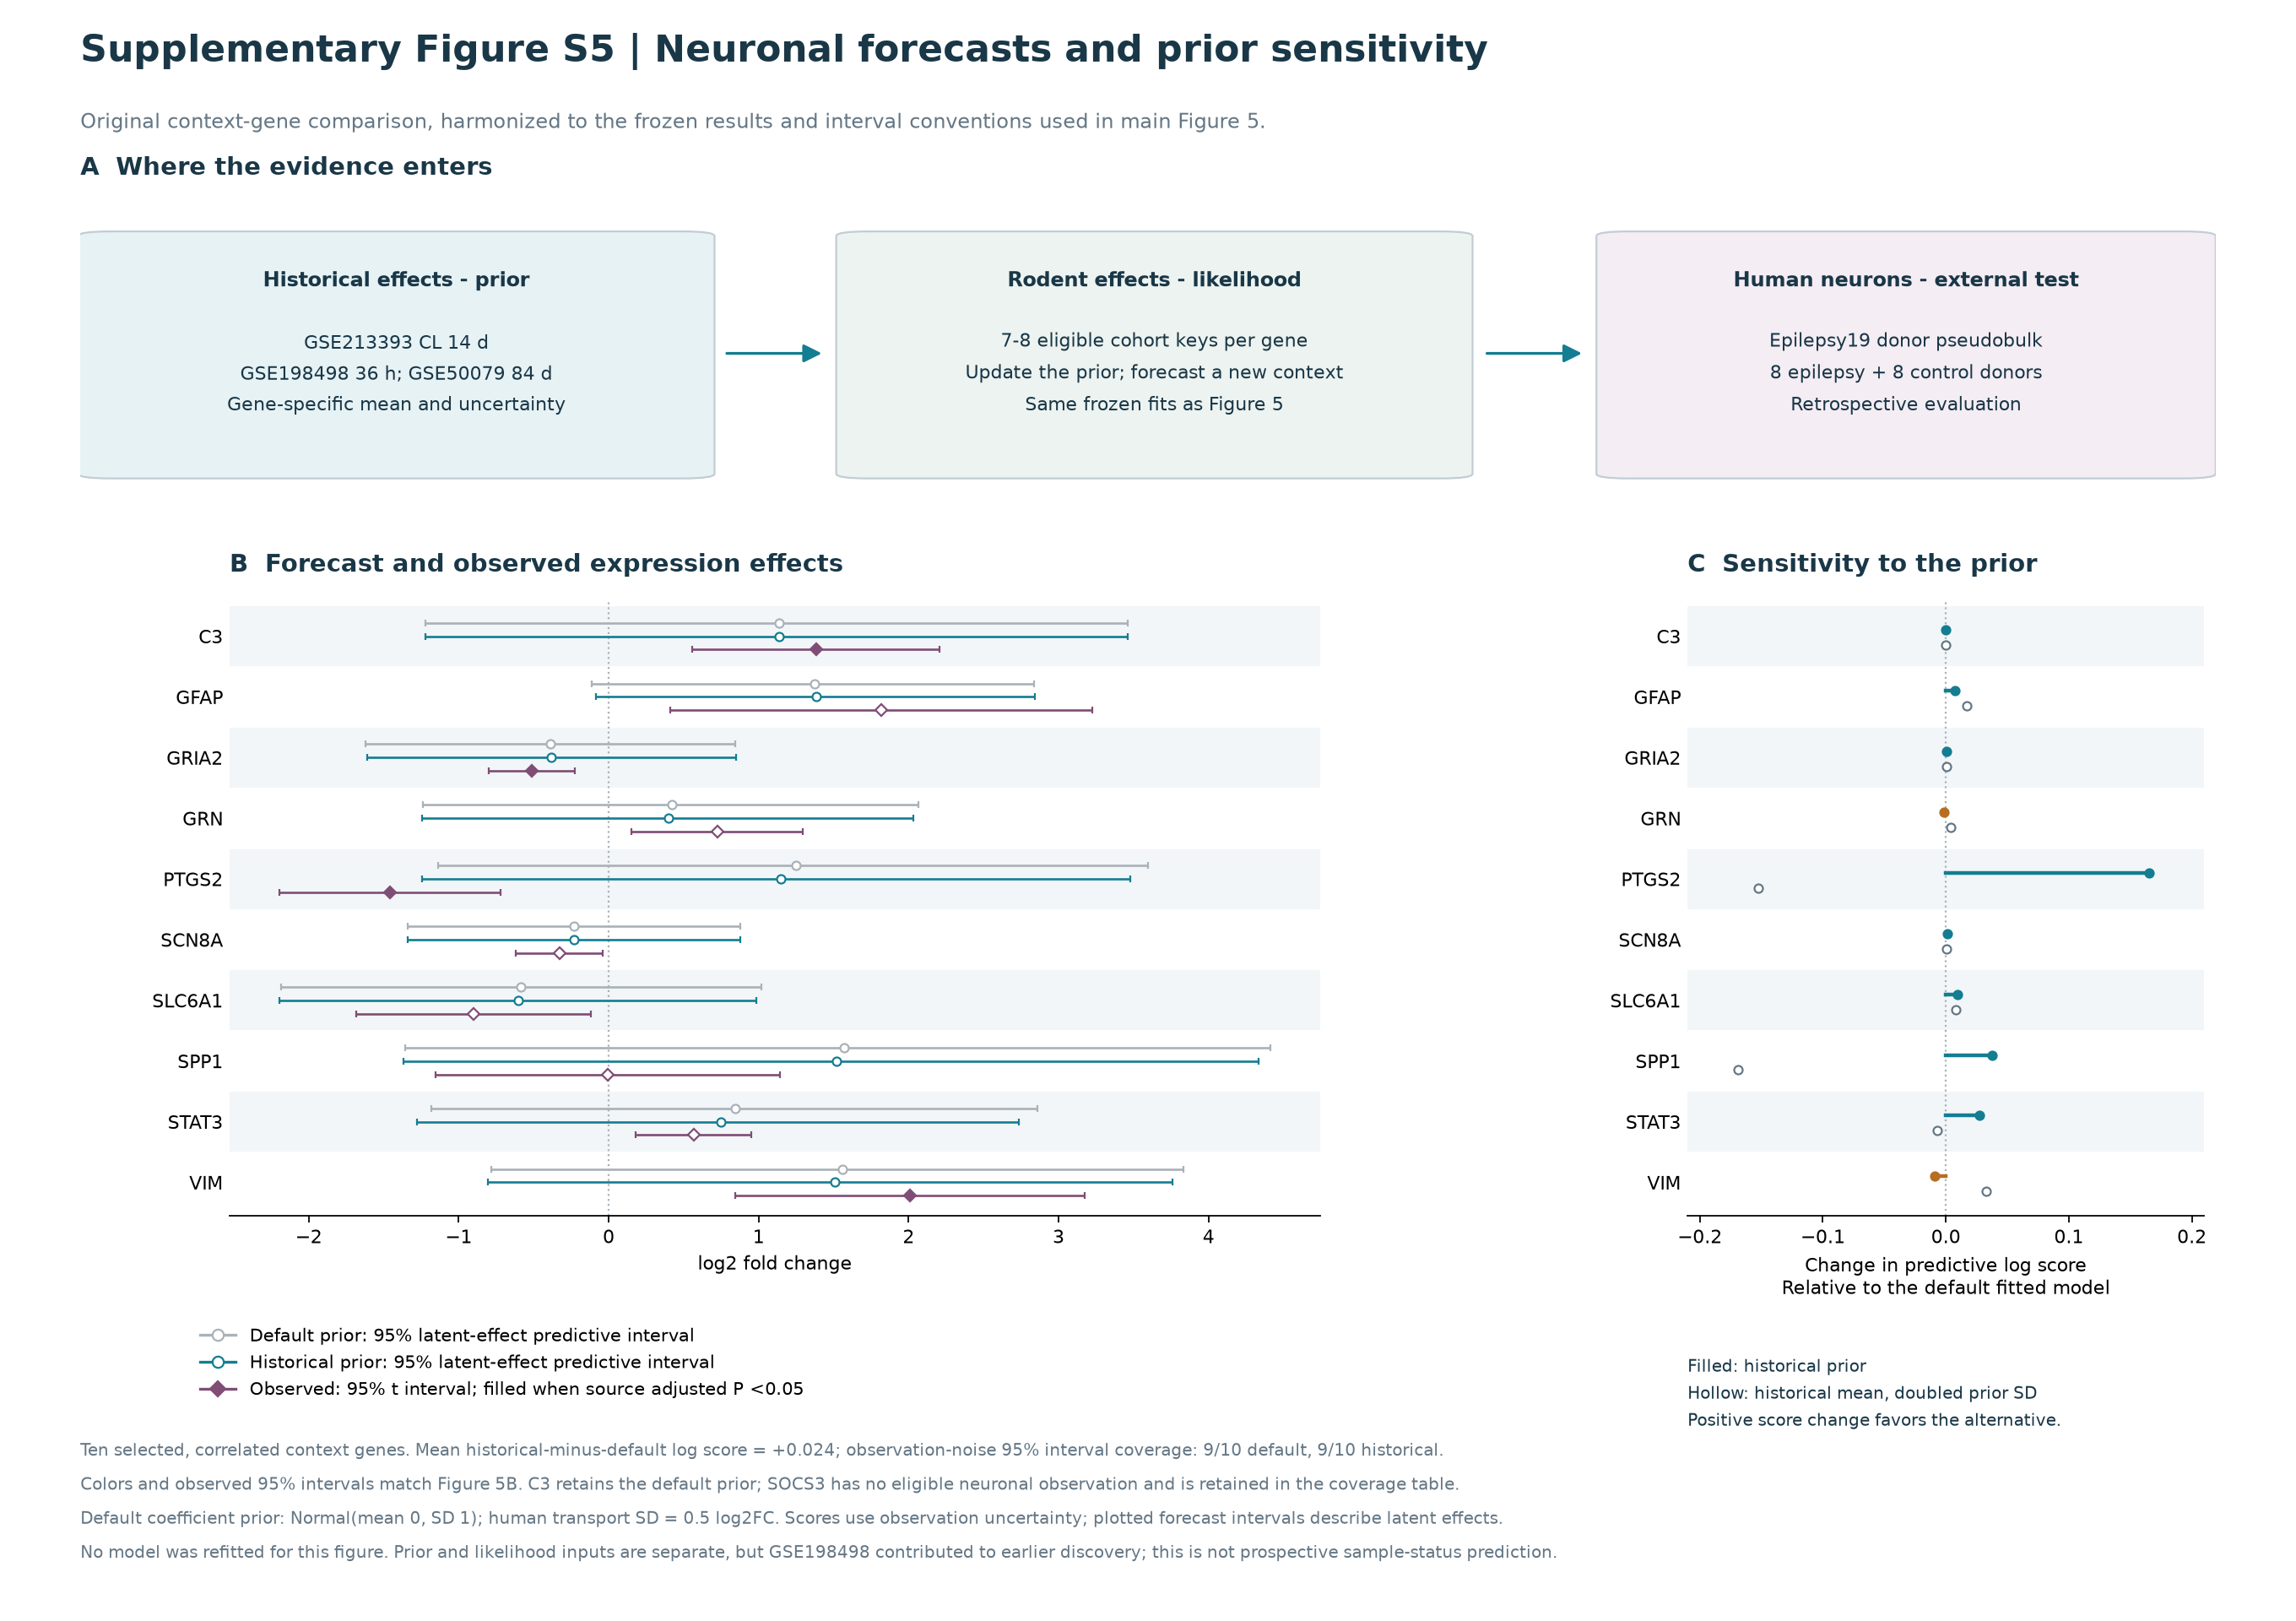 Supplementary Figure S5 | Neuronal forecasts and prior sensitivity
Original context-gene comparison, harmonized to the frozen results and interval conventions used in main Figure 5.
A Where the evidence enters
Historical effects - prior
GSE213393 CL 14 d
GSE198498 36 h; GSE50079 84 d
Gene-specific mean and uncertainty
Rodent effects - likelihood
7-8 eligible cohort keys per gene
Update the prior; forecast a new context
Same frozen fits as Figure 5
Human neurons - external test
Epilepsy19 donor pseudobulk
8 epilepsy + 8 control donors
Retrospective evaluation
B Forecast and observed expression effects
C3
GFAP
GRIA2
GRN
PTGS2
SCN8A
SLC6A1
SPP1
STAT3
VIM
−2 −1 0 1 2 3 4
log2 fold change
Default prior: 95% latent-effect predictive interval
Historical prior: 95% latent-effect predictive interval
Observed: 95% t interval; filled when source adjusted P <0.05
C Sensitivity to the prior
C3
GFAP
GRIA2
GRN
PTGS2
SCN8A
SLC6A1
SPP1
STAT3
VIM
−0.2 −0.1 0.0 0.1 0.2
Change in predictive log score
Relative to the default fitted model
Filled: historical prior
Hollow: historical mean, doubled prior SD
Positive score change favors the alternative.
Ten selected, correlated context genes. Mean historical-minus-default log score = +0.024; observation-noise 95% interval coverage: 9/10 default, 9/10 historical.
Colors and observed 95% intervals match Figure 5B. C3 retains the default prior; SOCS3 has no eligible neuronal observation and is retained in the coverage table.
Default coefficient prior: Normal(mean 0, SD 1); human transport SD = 0.5 log2FC. Scores use observation uncertainty; plotted forecast intervals describe latent effects.
No model was refitted for this figure. Prior and likelihood inputs are separate, but GSE198498 contributed to earlier discovery; this is not prospective sample-status prediction.